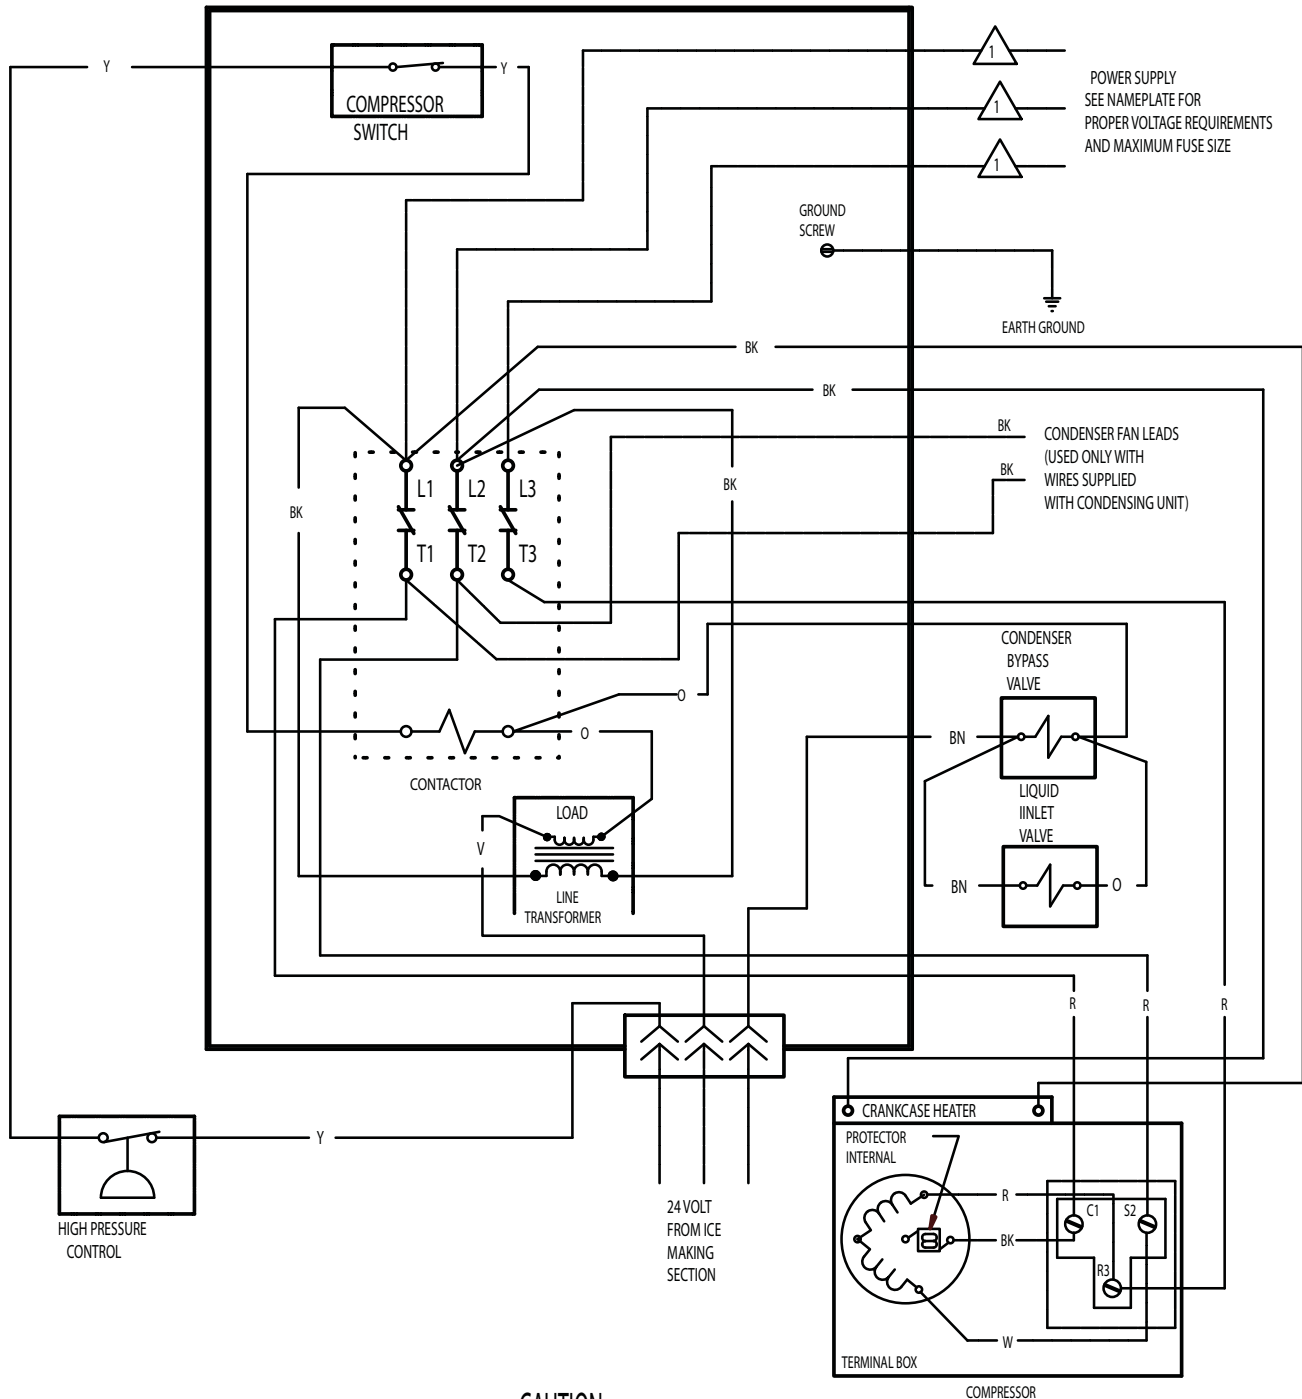 Y
COMPRESSOR
SWITCH
Y
1
1
1
POWER SUPPLY
SEE NAMEPLATE FOR
PROPER VOLTAGE REQUIREMENTS
AND MAXIMUM FUSE SIZE
GROUND
SCREW
EARTH GROUND
BK
BK
BK
CONDENSER FAN LEADS
(USED ONLY WITH
WIRES SUPPLIED
WITH CONDENSING UNIT)
BK
BK
BK
L1
L2
L3
T1
T2
T3
CONDENSER
BYPASS
VALVE
O
O
BN
CONTACTOR
LIQUID
IINLET
VALVE
BN
O
LOAD
V
LINE
TRANSFORMER
R
R
R
Y
HIGH PRESSURE
CONTROL
24 VOLT
FROM ICE
MAKING
SECTION
CRANKCASE HEATER
PROTECTOR
INTERNAL
R
BK
W
C1
S2
R3
TERMINAL BOX
COMPRESSOR
CAUTION